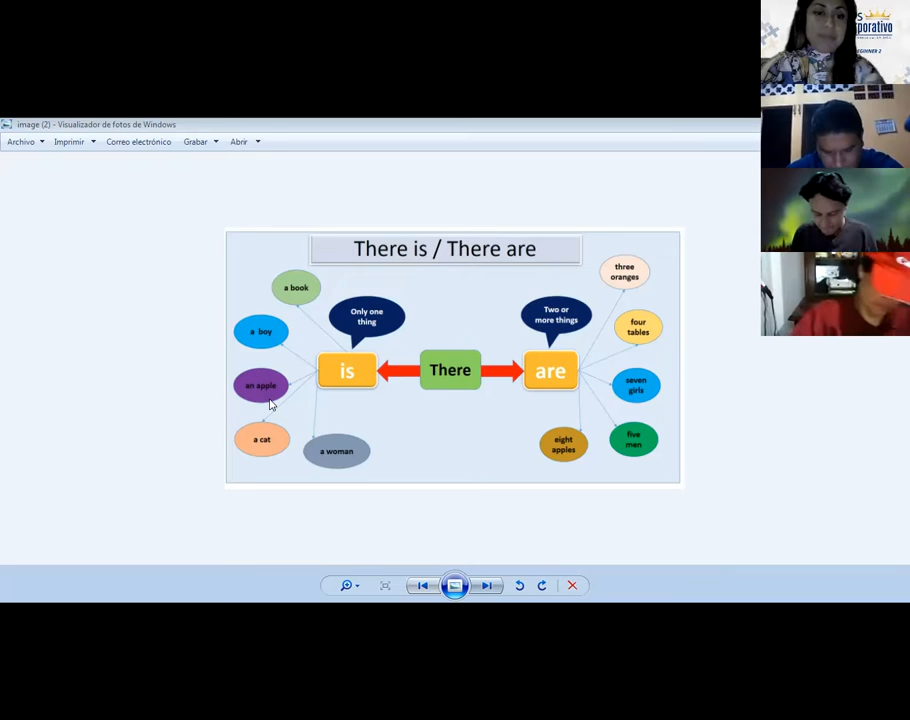 image (2) - Visualizador de fotos de Windows
Archivo Imprimir Correo electrónico Grabar Abrir
There is / There are
a book
Only one
thing
a boy
an apple
a cat
a woman
is
There
are
Two or
more things
three
oranges
four
tables
seven
girls
five
men
eight
apples